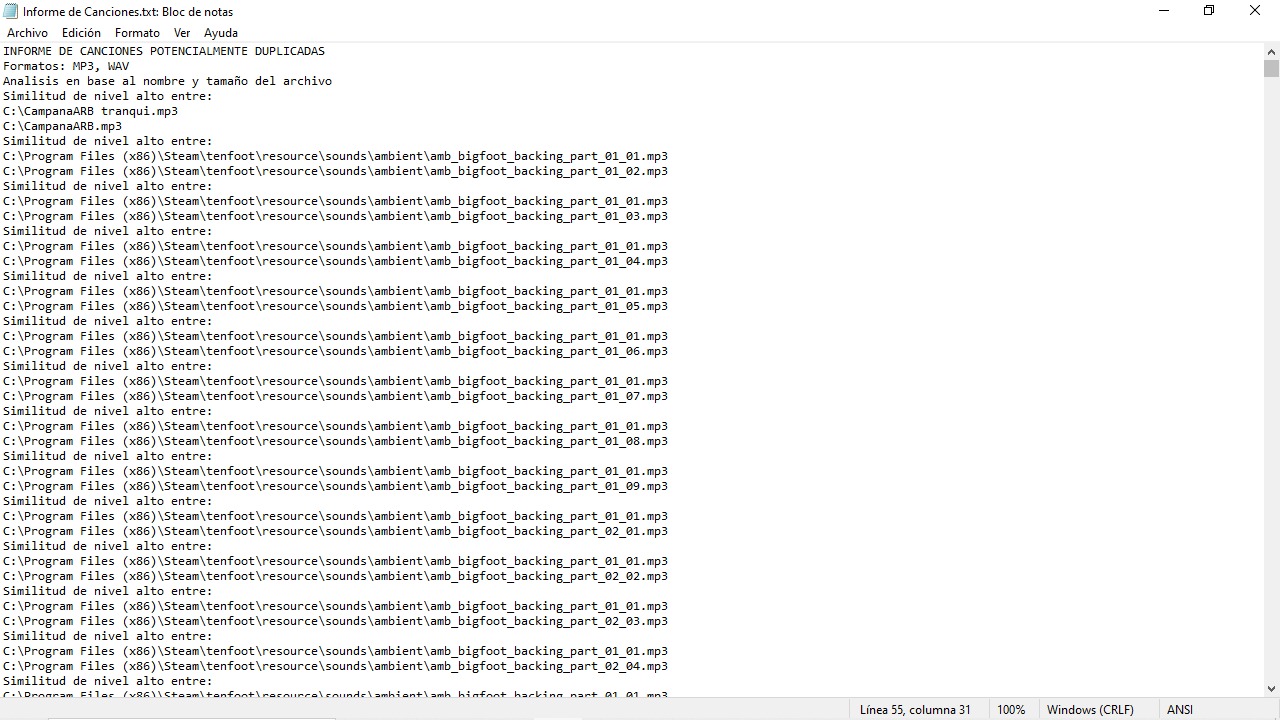 Informe de Canciones.txt: Bloc de notas
Archivo Edición Formato Ver Ayuda
INFORME DE CANCIONES POTENCIALMENTE DUPLICADAS
Formatos: MP3, WAV
Analisis en base al nombre y tamaño del archivo
Similitud de nivel alto entre:
C:\CampanaARB tranqui.mp3
C:\CampanaARB.mp3
Similitud de nivel alto entre:
C:\Program Files (x86)\Steam\tenfoot\resource\sounds\ambient\amb_bigfoot_backing_part_01_01.mp3
C:\Program Files (x86)\Steam\tenfoot\resource\sounds\ambient\amb_bigfoot_backing_part_01_02.mp3
Similitud de nivel alto entre:
C:\Program Files (x86)\Steam\tenfoot\resource\sounds\ambient\amb_bigfoot_backing_part_01_01.mp3
C:\Program Files (x86)\Steam\tenfoot\resource\sounds\ambient\amb_bigfoot_backing_part_01_03.mp3
Similitud de nivel alto entre:
C:\Program Files (x86)\Steam\tenfoot\resource\sounds\ambient\amb_bigfoot_backing_part_01_01.mp3
C:\Program Files (x86)\Steam\tenfoot\resource\sounds\ambient\amb_bigfoot_backing_part_01_04.mp3
Similitud de nivel alto entre:
C:\Program Files (x86)\Steam\tenfoot\resource\sounds\ambient\amb_bigfoot_backing_part_01_01.mp3
C:\Program Files (x86)\Steam\tenfoot\resource\sounds\ambient\amb_bigfoot_backing_part_01_05.mp3
Similitud de nivel alto entre:
C:\Program Files (x86)\Steam\tenfoot\resource\sounds\ambient\amb_bigfoot_backing_part_01_01.mp3
C:\Program Files (x86)\Steam\tenfoot\resource\sounds\ambient\amb_bigfoot_backing_part_01_06.mp3
Similitud de nivel alto entre:
C:\Program Files (x86)\Steam\tenfoot\resource\sounds\ambient\amb_bigfoot_backing_part_01_01.mp3
C:\Program Files (x86)\Steam\tenfoot\resource\sounds\ambient\amb_bigfoot_backing_part_01_07.mp3
Similitud de nivel alto entre:
C:\Program Files (x86)\Steam\tenfoot\resource\sounds\ambient\amb_bigfoot_backing_part_01_01.mp3
C:\Program Files (x86)\Steam\tenfoot\resource\sounds\ambient\amb_bigfoot_backing_part_01_08.mp3
Similitud de nivel alto entre:
C:\Program Files (x86)\Steam\tenfoot\resource\sounds\ambient\amb_bigfoot_backing_part_01_01.mp3
C:\Program Files (x86)\Steam\tenfoot\resource\sounds\ambient\amb_bigfoot_backing_part_01_09.mp3
Similitud de nivel alto entre:
C:\Program Files (x86)\Steam\tenfoot\resource\sounds\ambient\amb_bigfoot_backing_part_01_01.mp3
C:\Program Files (x86)\Steam\tenfoot\resource\sounds\ambient\amb_bigfoot_backing_part_02_01.mp3
Similitud de nivel alto entre:
C:\Program Files (x86)\Steam\tenfoot\resource\sounds\ambient\amb_bigfoot_backing_part_01_01.mp3
C:\Program Files (x86)\Steam\tenfoot\resource\sounds\ambient\amb_bigfoot_backing_part_02_02.mp3
Similitud de nivel alto entre:
C:\Program Files (x86)\Steam\tenfoot\resource\sounds\ambient\amb_bigfoot_backing_part_01_01.mp3
C:\Program Files (x86)\Steam\tenfoot\resource\sounds\ambient\amb_bigfoot_backing_part_02_03.mp3
Similitud de nivel alto entre:
C:\Program Files (x86)\Steam\tenfoot\resource\sounds\ambient\amb_bigfoot_backing_part_01_01.mp3
C:\Program Files (x86)\Steam\tenfoot\resource\sounds\ambient\amb_bigfoot_backing_part_02_04.mp3
Similitud de nivel alto entre:
C:\Program Files (x86)\Steam\tenfoot\resource\sounds\ambient\amb_bigfoot_backing_part_01_01.mp3
Línea 55, columna 31 100% Windows (CRLF) ANSI